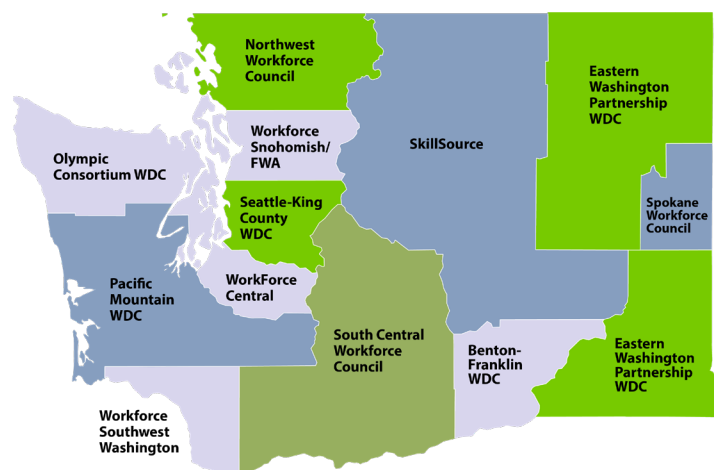 Northwest
Workforce
Council
Eastern
Washington
Partnership
WDC
Workforce
Snohomish/
FWA
SkillSource
Olympic
Consortium WDC
Seattle-King
County
WDC
Spokane
Workforce
Council
Pacific
Mountain
WDC
WorkForce
Central
South Central
Workforce
Council
Benton-
Franklin
WDC
Eastern
Washington
Partnership
WDC
Workforce
Southwest
Washington